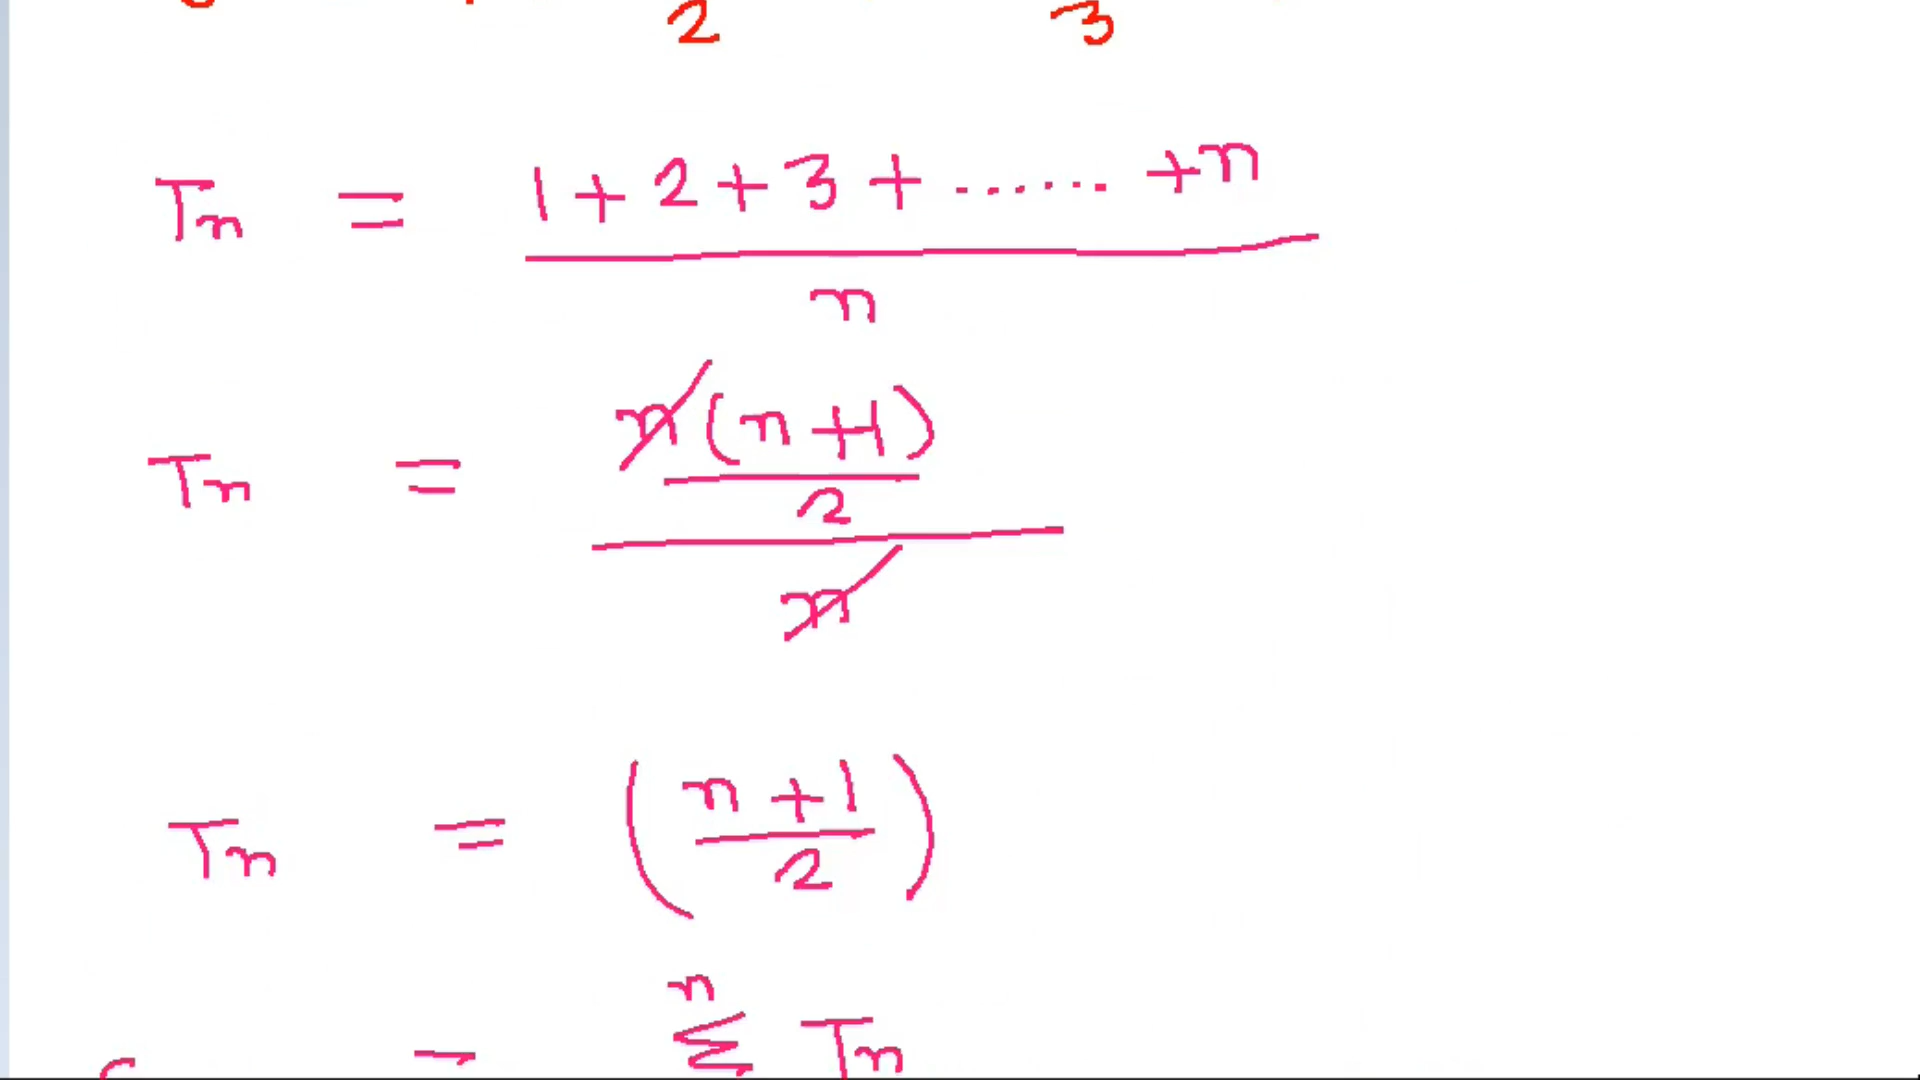 2 3
Tn = 1 + 2 + 3 + ...... + n
n
Tn = n(n+1)
2
n
Tn = (n+1
2)
n
Σ Tn
=